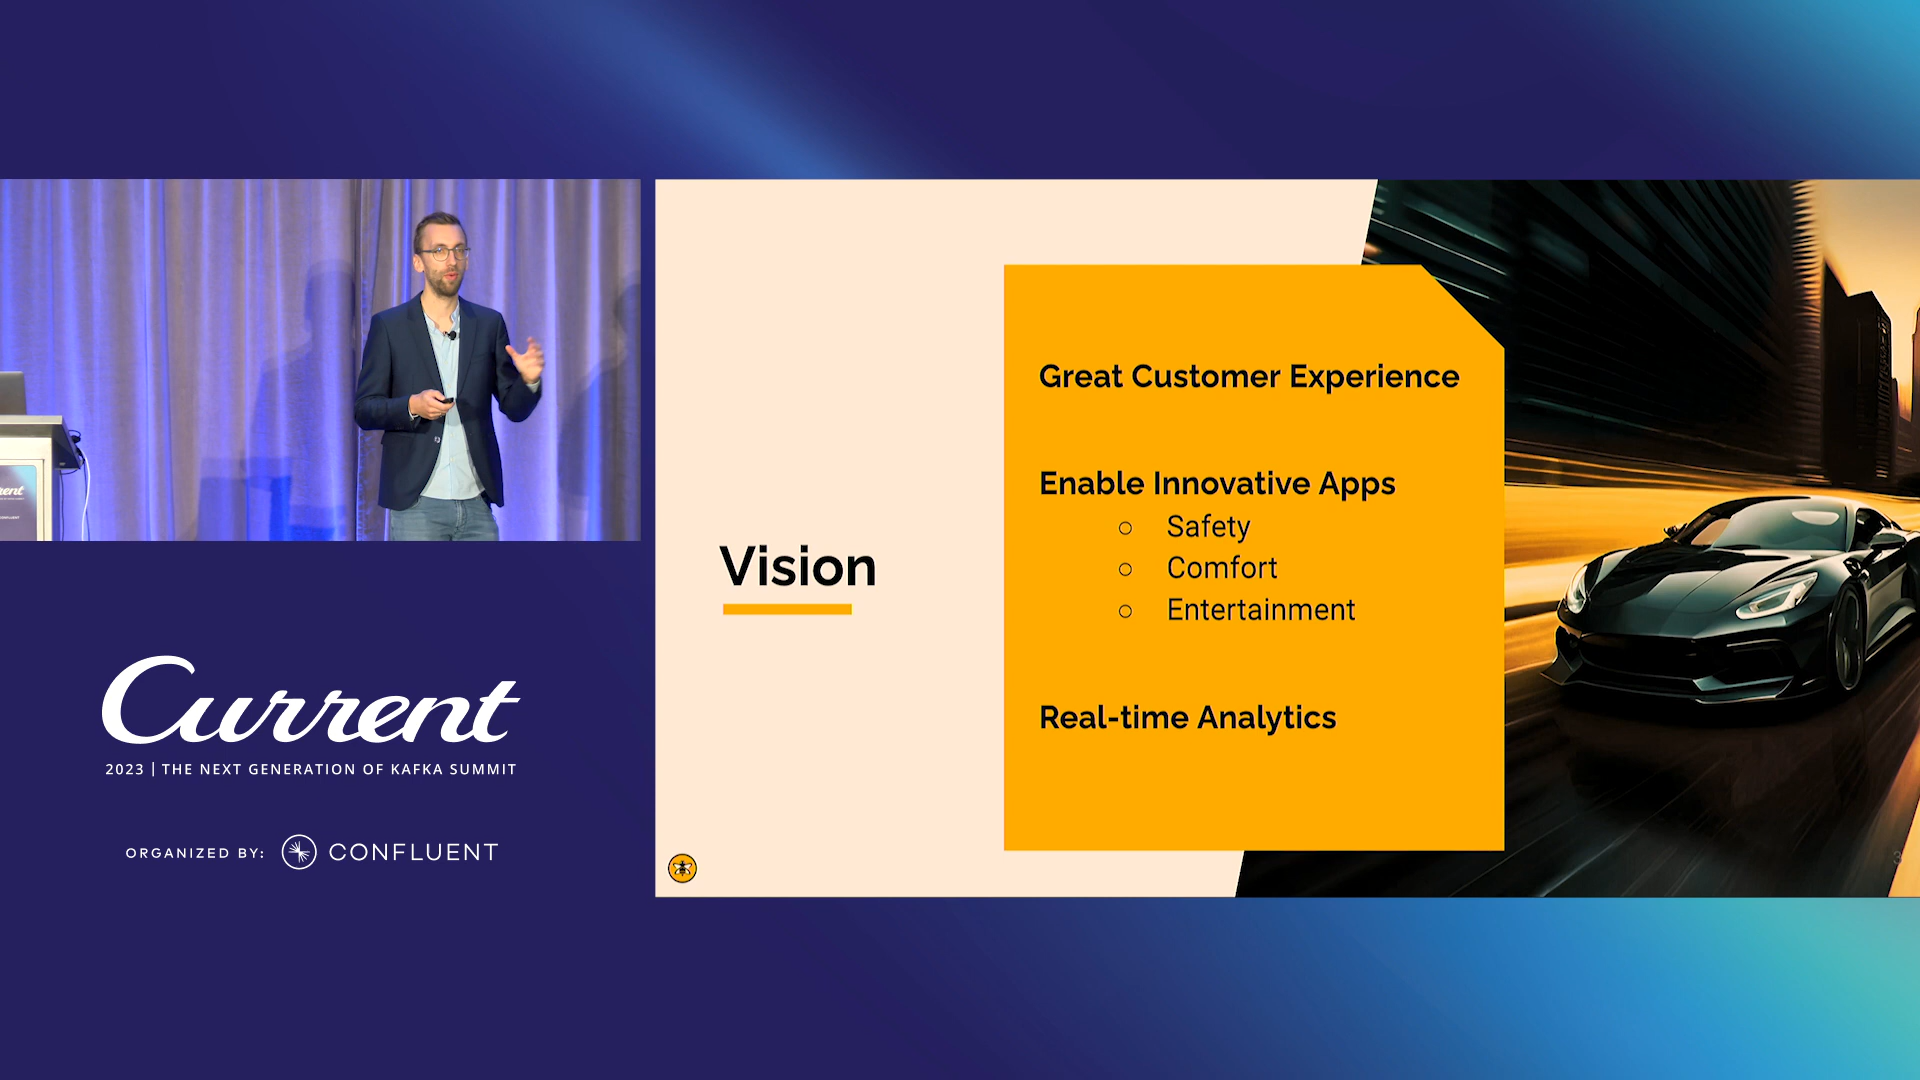 Great Customer Experience
Enable Innovative Apps
○ Safety
○ Comfort
○ Entertainment
Vision
Real-time Analytics
Current
2023 | THE NEXT GENERATION OF KAFKA SUMMIT
ORGANIZED BY: CONFLUENT
3